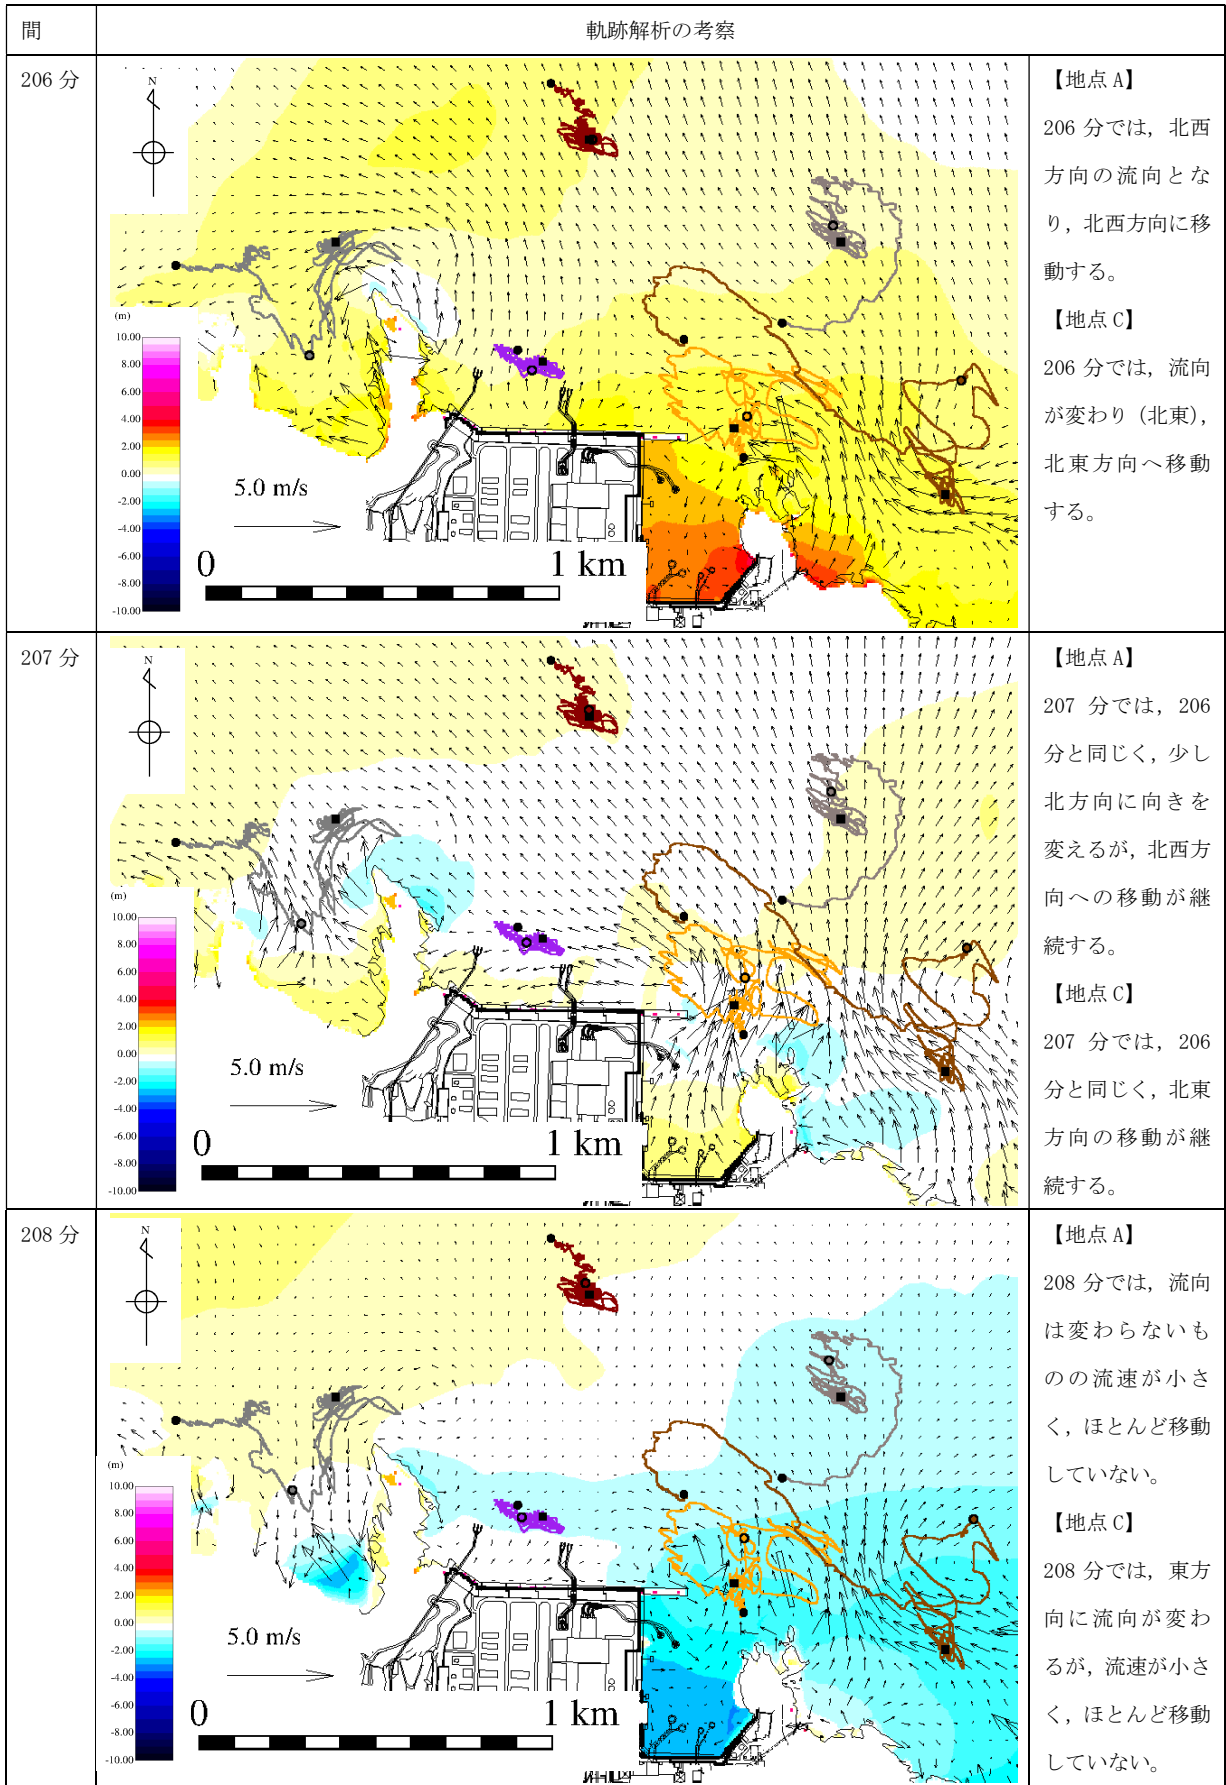 間
軌跡解析の考察
206 分
N
(m)
10.00
8.00
6.00
4.00
2.00
0.00
-2.00
-4.00
-6.00
-8.00
-10.00
5.0 m/s
0
1 km
【地点 A】
206 分では，北西
方向の流向とな
り，北西方向に移
動する。
【地点 C】
206 分では，流向
が変わり（北東），
北東方向へ移動
する。
207 分
N
(m)
10.00
8.00
6.00
4.00
2.00
0.00
-2.00
-4.00
-6.00
-8.00
-10.00
5.0 m/s
0
1 km
【地点 A】
207 分では，206
分と同じく，少し
北方向に向きを
変えるが，北西方
向への移動が継
続する。
【地点 C】
207 分では，206
分と同じく，北東
方向の移動が継
続する。
208 分
N
(m)
10.00
8.00
6.00
4.00
2.00
0.00
-2.00
-4.00
-6.00
-8.00
-10.00
5.0 m/s
0
1 km
【地点 A】
208 分では，流向
は変わらないも
のの流速が小さ
く，ほとんど移動
していない。
【地点 C】
208 分では，東方
向に流向が変わ
るが，流速が小さ
く，ほとんど移動
していない。